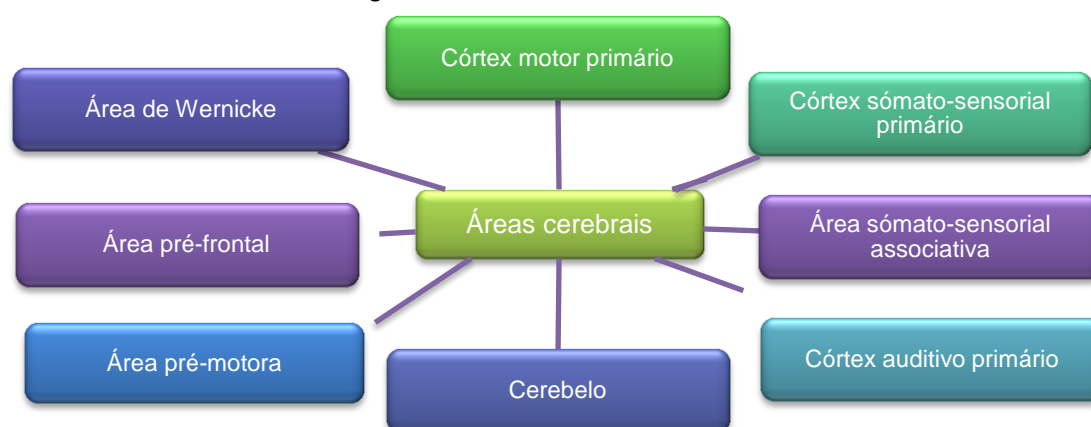 Córtex motor primário
Área de Wernicke
Córtex sómato-sensorial
primário
Áreas cerebrais
Área pré-frontal
Área sómato-sensorial
associativa
Área pré-motora
Cerebelo
Córtex auditivo primário